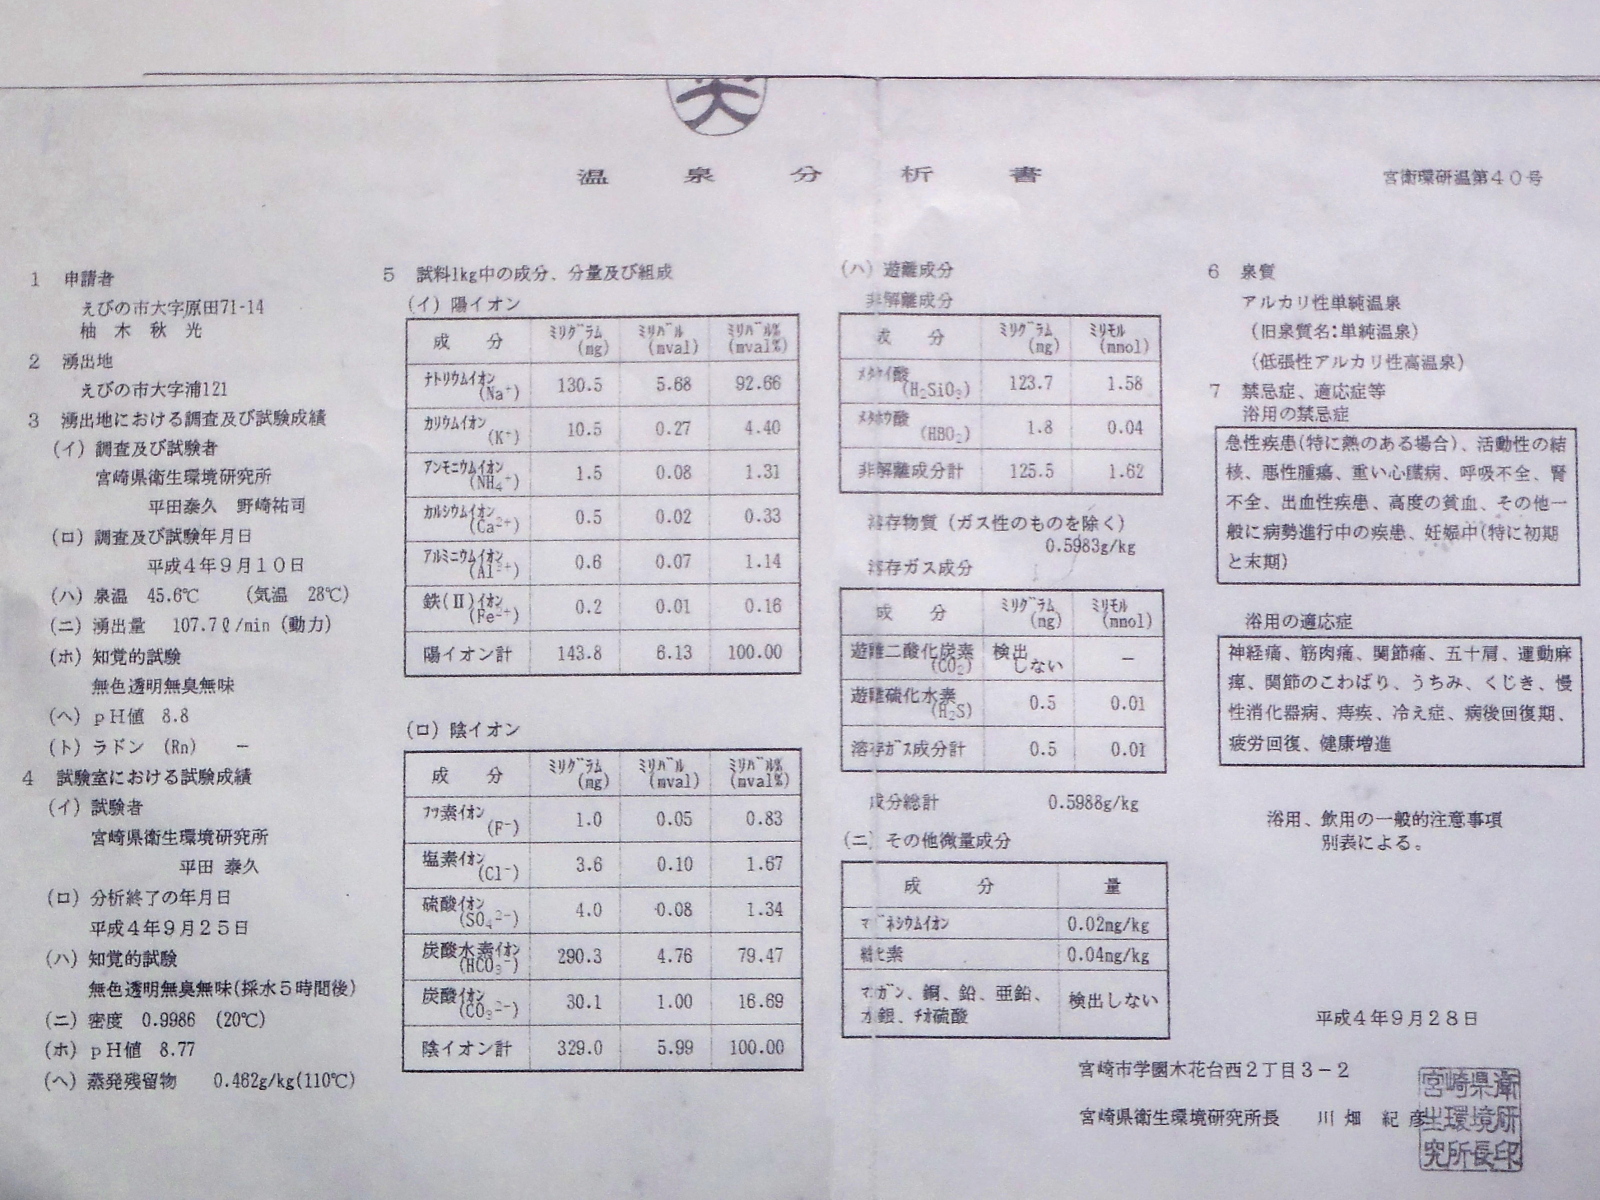 温泉分析書
宮衛環研温第40号
1 申請者
えびの市大字原田71-14
柚木秋光
2 湧出地
えびの市大字浦121
3 湧出地における調査及び試験成績
(イ) 調査及び試験者
宮崎県衛生環境研究所
平田泰久 野崎祐司
(ロ) 調査及び試験年月日
平成4年9月10日
(ハ) 泉温 45.6℃ (気温 28℃)
(ニ) 湧出量 107.7ℓ/min (動力)
(ホ) 知覚的試験
無色透明無臭無味
(ヘ) pH値 8.8
(ト) ラドン (Rn) －
4 試験室における試験成績
(イ) 試験者
宮崎県衛生環境研究所
平田 泰久
(ロ) 分析終了の年月日
平成4年9月25日
(ハ) 知覚的試験
無色透明無臭無味(採水5時間後)
(ニ) 密度 0.9986 (20℃)
(ホ) pH値 8.77
(ヘ) 蒸発残留物 0.462g/kg(110℃)
5 試料1kg中の成分、分量及び組成
(イ) 陽イオン
成分 ミリグラム(mg) ミリバル(mval) ミリバル%(mval%)
ナトリウムイオン(Na⁺) 130.5 5.68 92.66
カリウムイオン(K⁺) 10.5 0.27 4.40
アンモニウムイオン(NH₄⁺) 1.5 0.08 1.31
カルシウムイオン(Ca²⁺) 0.5 0.02 0.33
アルミニウムイオン(Al³⁺) 0.6 0.07 1.14
鉄(Ⅱ)イオン(Fe²⁺) 0.2 0.01 0.16
陽イオン計 143.8 6.13 100.00
(ロ) 陰イオン
成分 ミリグラム(mg) ミリバル(mval) ミリバル%(mval%)
フッ素イオン(F⁻) 1.0 0.05 0.83
塩素イオン(Cl⁻) 3.6 0.10 1.67
硫酸イオン(SO₄²⁻) 4.0 0.08 1.34
炭酸水素イオン(HCO₃⁻) 290.3 4.76 79.47
炭酸イオン(CO₃²⁻) 30.1 1.00 16.69
陰イオン計 329.0 5.99 100.00
(ハ) 遊離成分
非解離成分
成分 ミリグラム(mg) ミリモル(mmol)
メタケイ酸(H₂SiO₃) 123.7 1.58
メタホウ酸(HBO₂) 1.8 0.04
非解離成分計 125.5 1.62
溶存物質 (ガス性のものを除く)
0.5983g/kg
溶存ガス成分
成分 ミリグラム(mg) ミリモル(mmol)
遊離二酸化炭素(CO₂) 検出しない －
遊離硫化水素(H₂S) 0.5 0.01
溶存ガス成分計 0.5 0.01
成分総計 0.5988g/kg
(ニ) その他微量成分
成分 量
マグネシウムイオン 0.02mg/kg
総ヒ素 0.04mg/kg
マンガン、銅、鉛、亜鉛、
水銀、チオ硫酸 検出しない
6 泉質
アルカリ性単純温泉
(旧泉質名:単純温泉)
(低張性アルカリ性高温泉)
7 禁忌症、適応症等
浴用の禁忌症
急性疾患(特に熱のある場合)、活動性の結
核、悪性腫瘍、重い心臓病、呼吸不全、腎
不全、出血性疾患、高度の貧血、その他一
般に病勢進行中の疾患、妊娠中(特に初期
と末期)
浴用の適応症
神経痛、筋肉痛、関節痛、五十肩、運動麻
痺、関節のこわばり、うちみ、くじき、慢
性消化器病、痔疾、冷え症、病後回復期、
疲労回復、健康増進
浴用、飲用の一般的注意事項
別表による。
平成4年9月28日
宮崎市学園木花台西2丁目3－2
宮崎県衛生環境研究所長 川畑紀彦
宮崎県衛
生環境研
究所長印